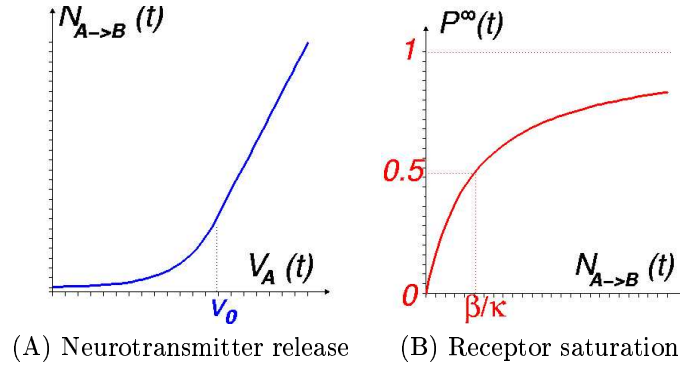 N_{A->B} (t)
V_A (t)
V_0
(A) Neurotransmitter release
P^∞(t)
1
0.5
0
N_{A->B} (t)
β/κ
(B) Receptor saturation